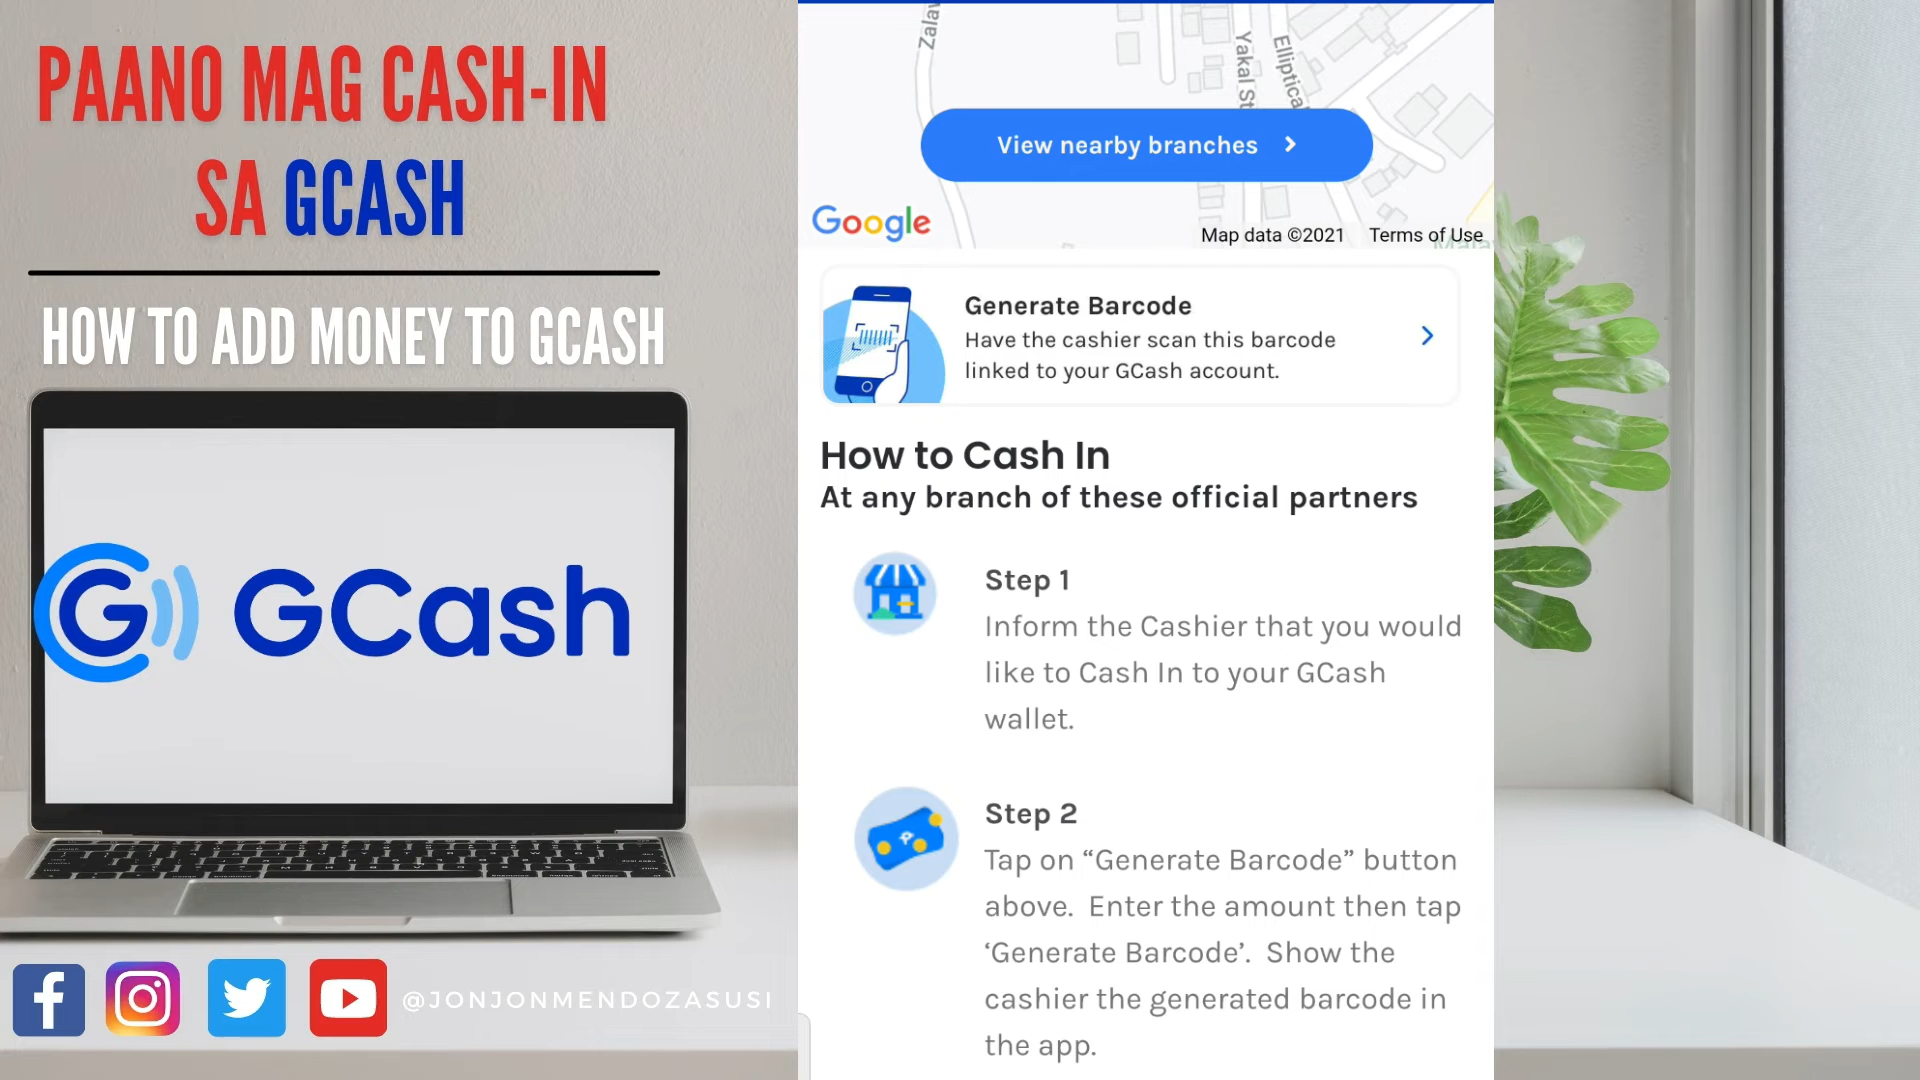 PAANO MAG CASH-IN
SA GCASH
HOW TO ADD MONEY TO GCASH
GCash
@JONJONMENDOZASUSI
Yakal St
Elliptical
View nearby branches
Google
Map data ©2021
Terms of Use
Generate Barcode
Have the cashier scan this barcode
linked to your GCash account.
How to Cash In
At any branch of these official partners
Step 1
Inform the Cashier that you would
like to Cash In to your GCash
wallet.
Step 2
Tap on “Generate Barcode” button
above. Enter the amount then tap
‘Generate Barcode’. Show the
cashier the generated barcode in
the app.